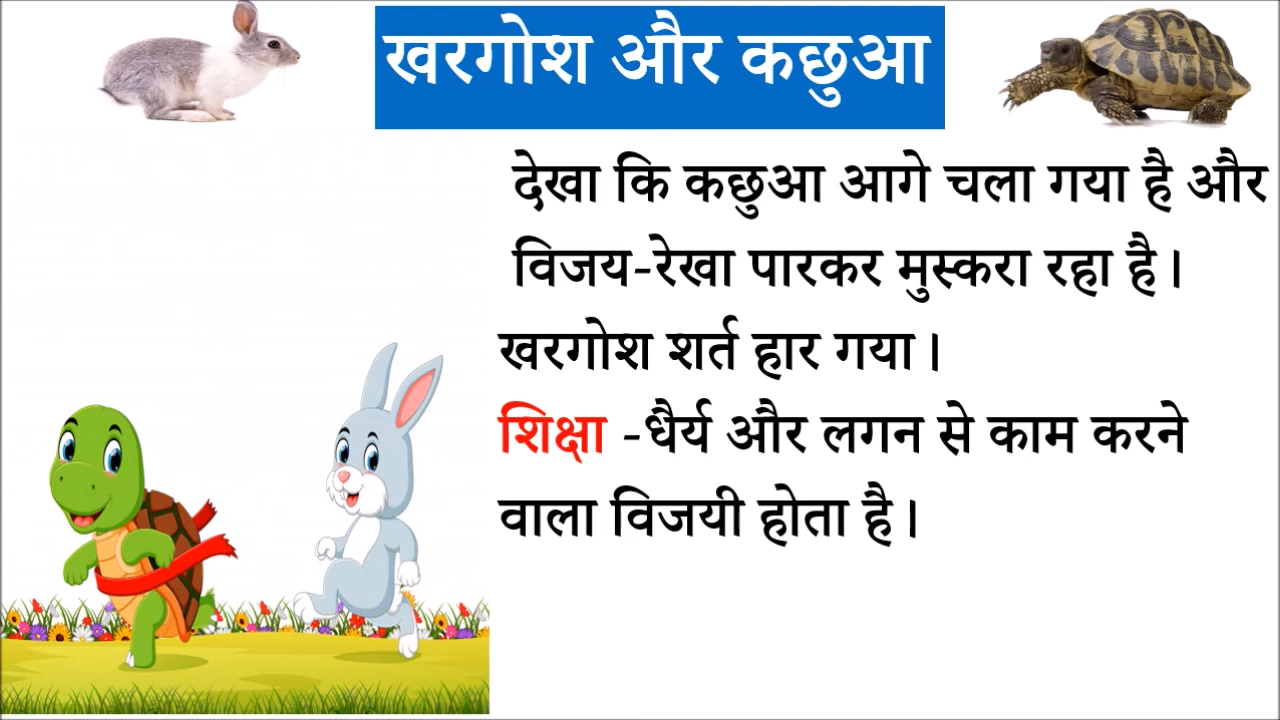 खरगोश और कछुआ
देखा कि कछुआ आगे चला गया है और
विजय-रेखा पारकर मुस्करा रहा है।
खरगोश शर्त हार गया।
शिक्षा -धैर्य और लगन से काम करने
वाला विजयी होता है।